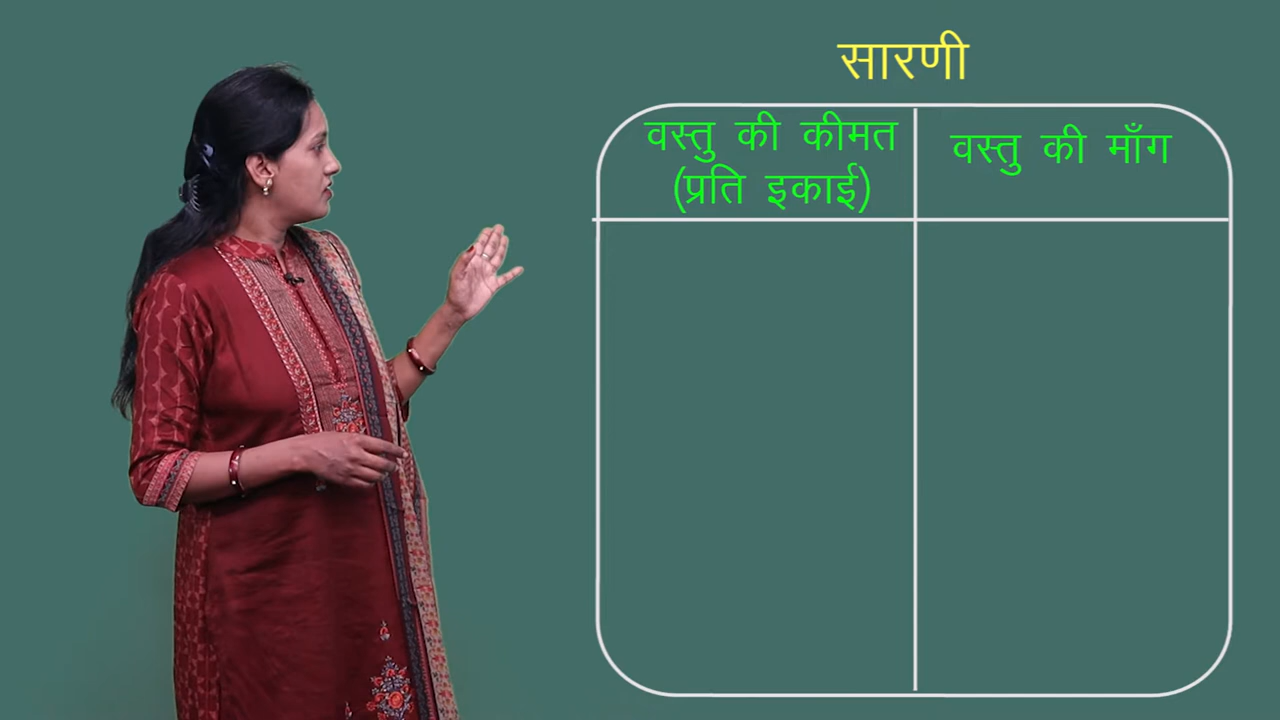 सारणी
वस्तु की कीमत
(प्रति इकाई)
वस्तु की माँग